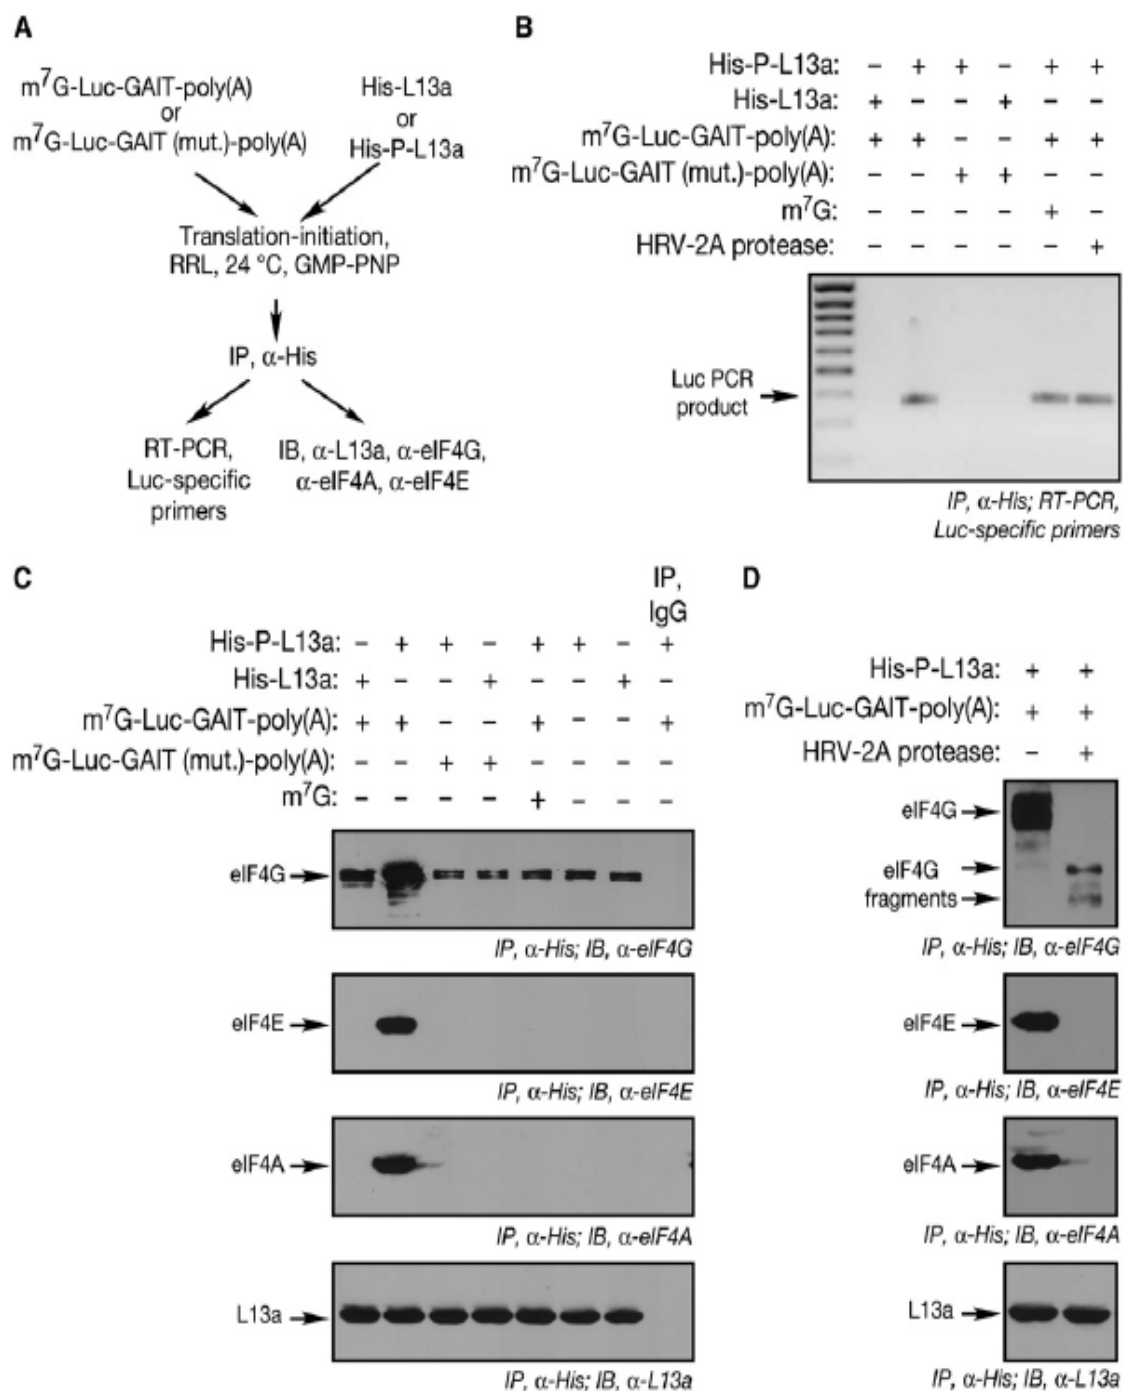 A
m⁷G-Luc-GAIT-poly(A)
or
m⁷G-Luc-GAIT (mut.)-poly(A)
His-L13a
or
His-P-L13a
Translation-initiation,
RRL, 24 °C, GMP-PNP
IP, α-His
RT-PCR,
Luc-specific
primers
IB, α-L13a, α-eIF4G,
α-eIF4A, α-eIF4E
B
His-P-L13a: – + + – + +
His-L13a: + – – + – –
m⁷G-Luc-GAIT-poly(A): + + – – + +
m⁷G-Luc-GAIT (mut.)-poly(A): – – + + – –
m⁷G: – – – – + –
HRV-2A protease: – – – – – +
Luc PCR
product
IP, α-His; RT-PCR,
Luc-specific primers
C
IP,
IgG
His-P-L13a: – + + – + + – +
His-L13a: + – – + – – + –
m⁷G-Luc-GAIT-poly(A): + + – – + – – +
m⁷G-Luc-GAIT (mut.)-poly(A): – – + + – – – –
m⁷G: – – – – + – – –
eIF4G
IP, α-His; IB, α-eIF4G
eIF4E
IP, α-His; IB, α-eIF4E
eIF4A
IP, α-His; IB, α-eIF4A
L13a
IP, α-His; IB, α-L13a
D
His-P-L13a: + +
m⁷G-Luc-GAIT-poly(A): + +
HRV-2A protease: – +
eIF4G
eIF4G
fragments
IP, α-His; IB, α-eIF4G
eIF4E
IP, α-His; IB, α-eIF4E
eIF4A
IP, α-His; IB, α-eIF4A
L13a
IP, α-His; IB, α-L13a